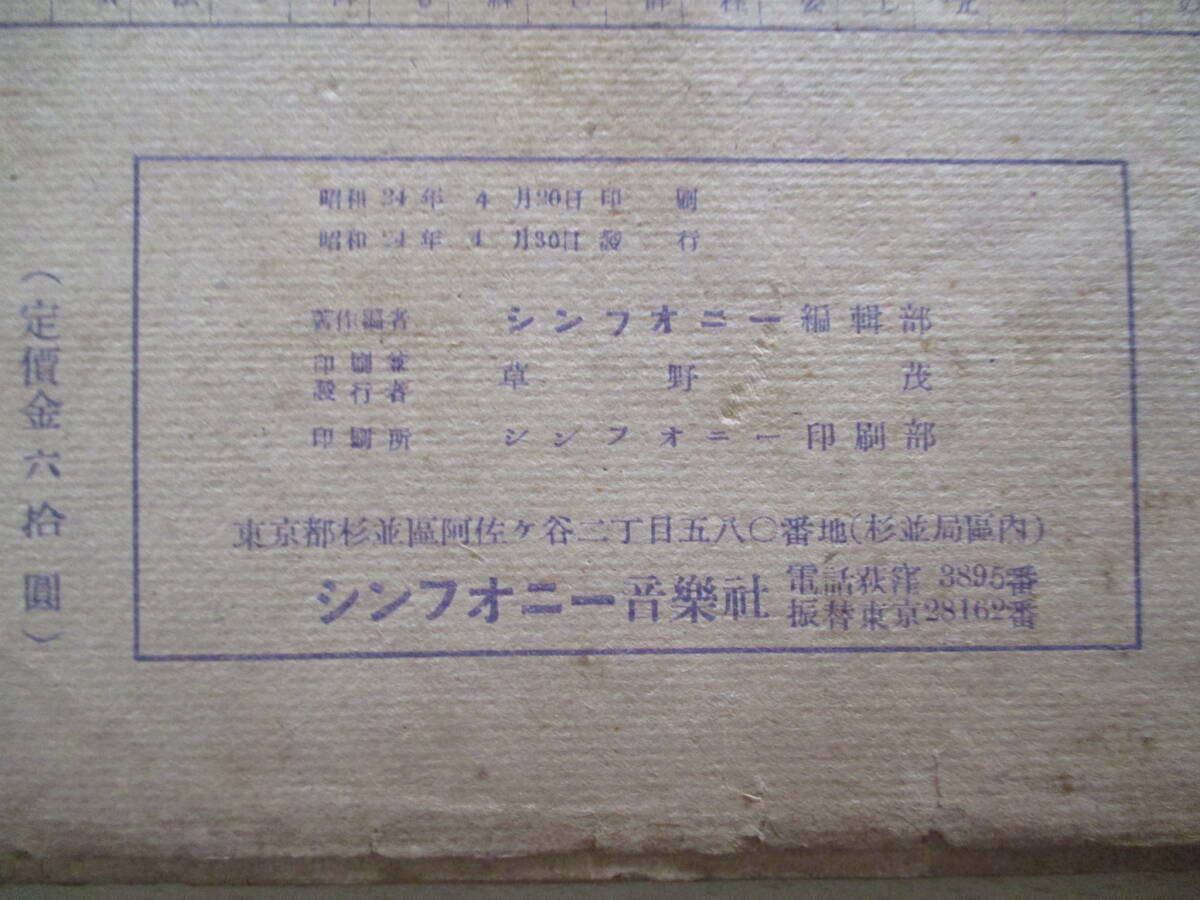 昭和24年 4 月20日 印 刷
昭和24年 4 月30日 發 行
著作編者 シンフオニー編輯部
印刷兼
發行者 草野茂
印刷所 シンフオニー印刷部
東京都杉並區阿佐ケ谷二丁目五八〇番地(杉並局區內)
シンフオニー音樂社
電話荻窪 3895番
振替東京28162番
(定價金六拾圓)